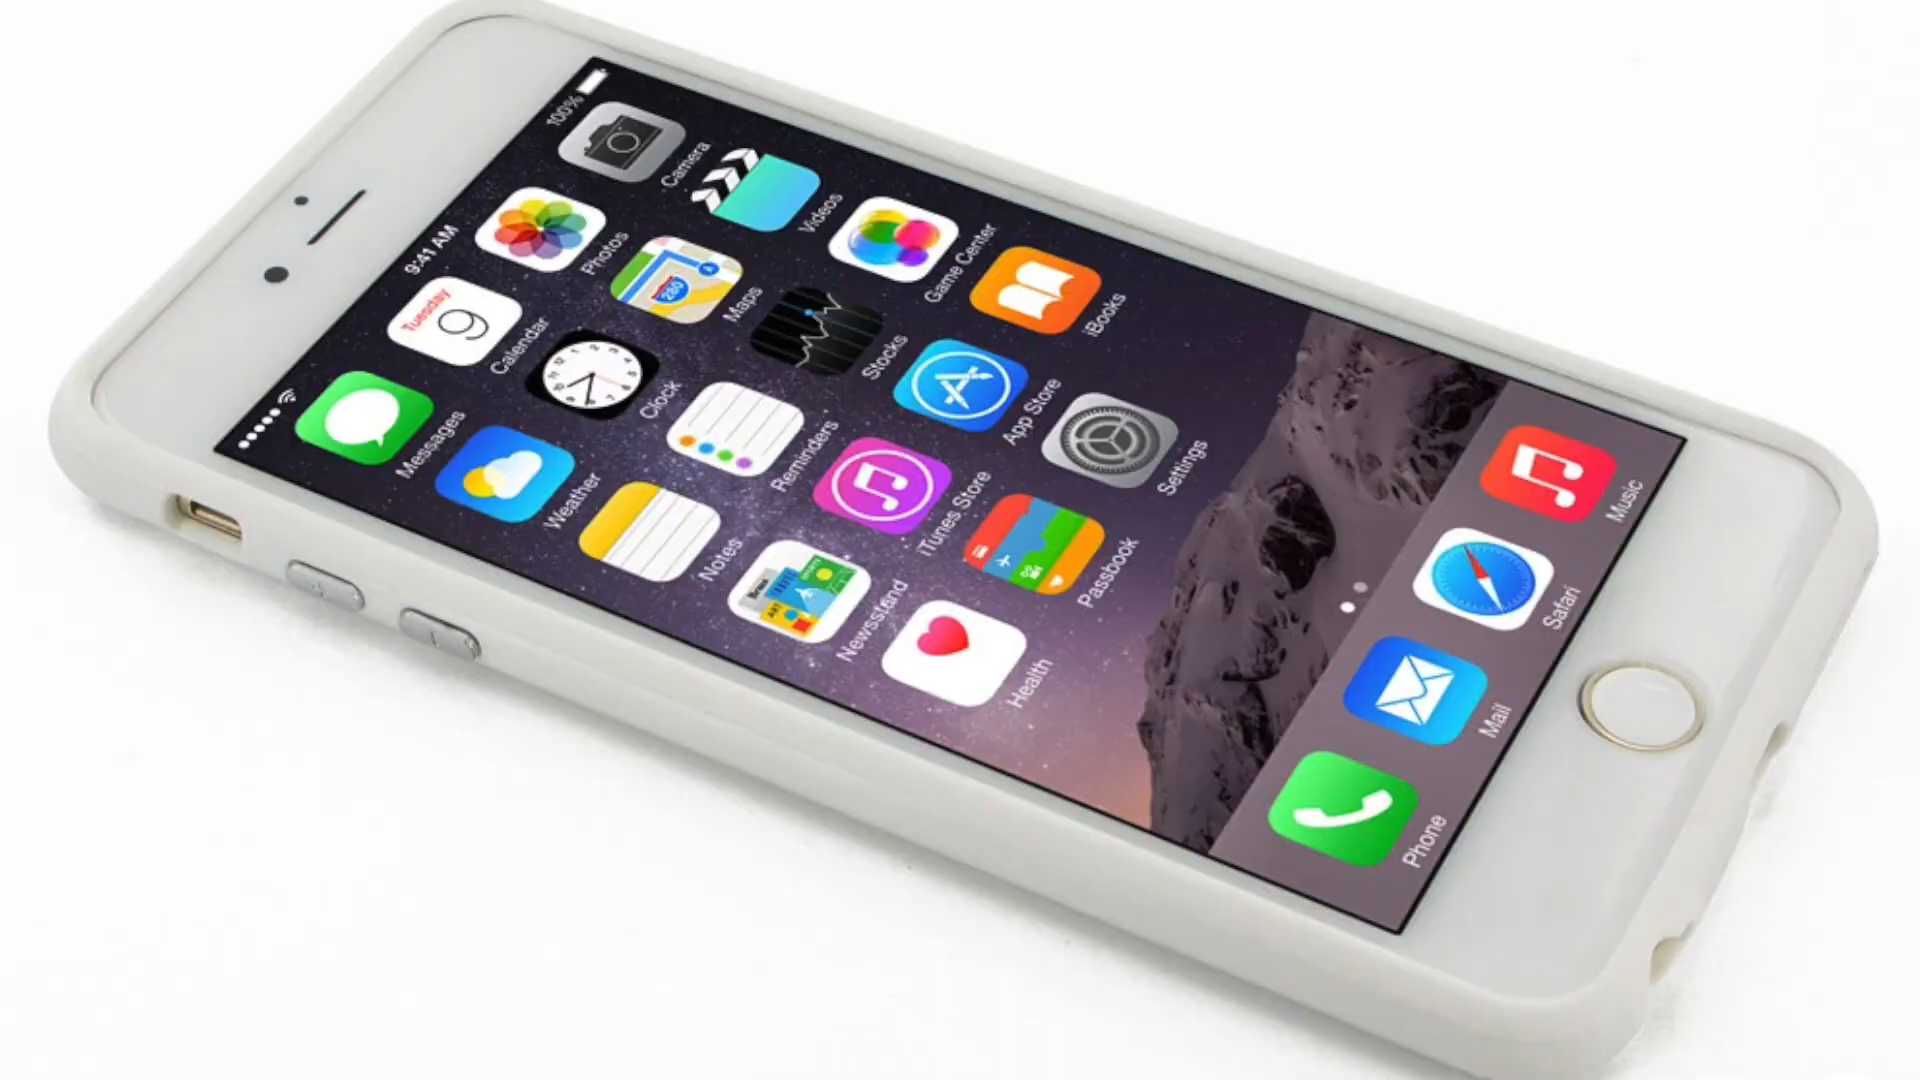 9:41 AM
100%
Messages
Calendar
Photos
Camera
Weather
Clock
Maps
Videos
Notes
Reminders
Stocks
Game Center
Newsstand
iTunes Store
App Store
iBooks
Health
Passbook
Settings
Phone
Mail
Safari
Music
Tuesday
9
280